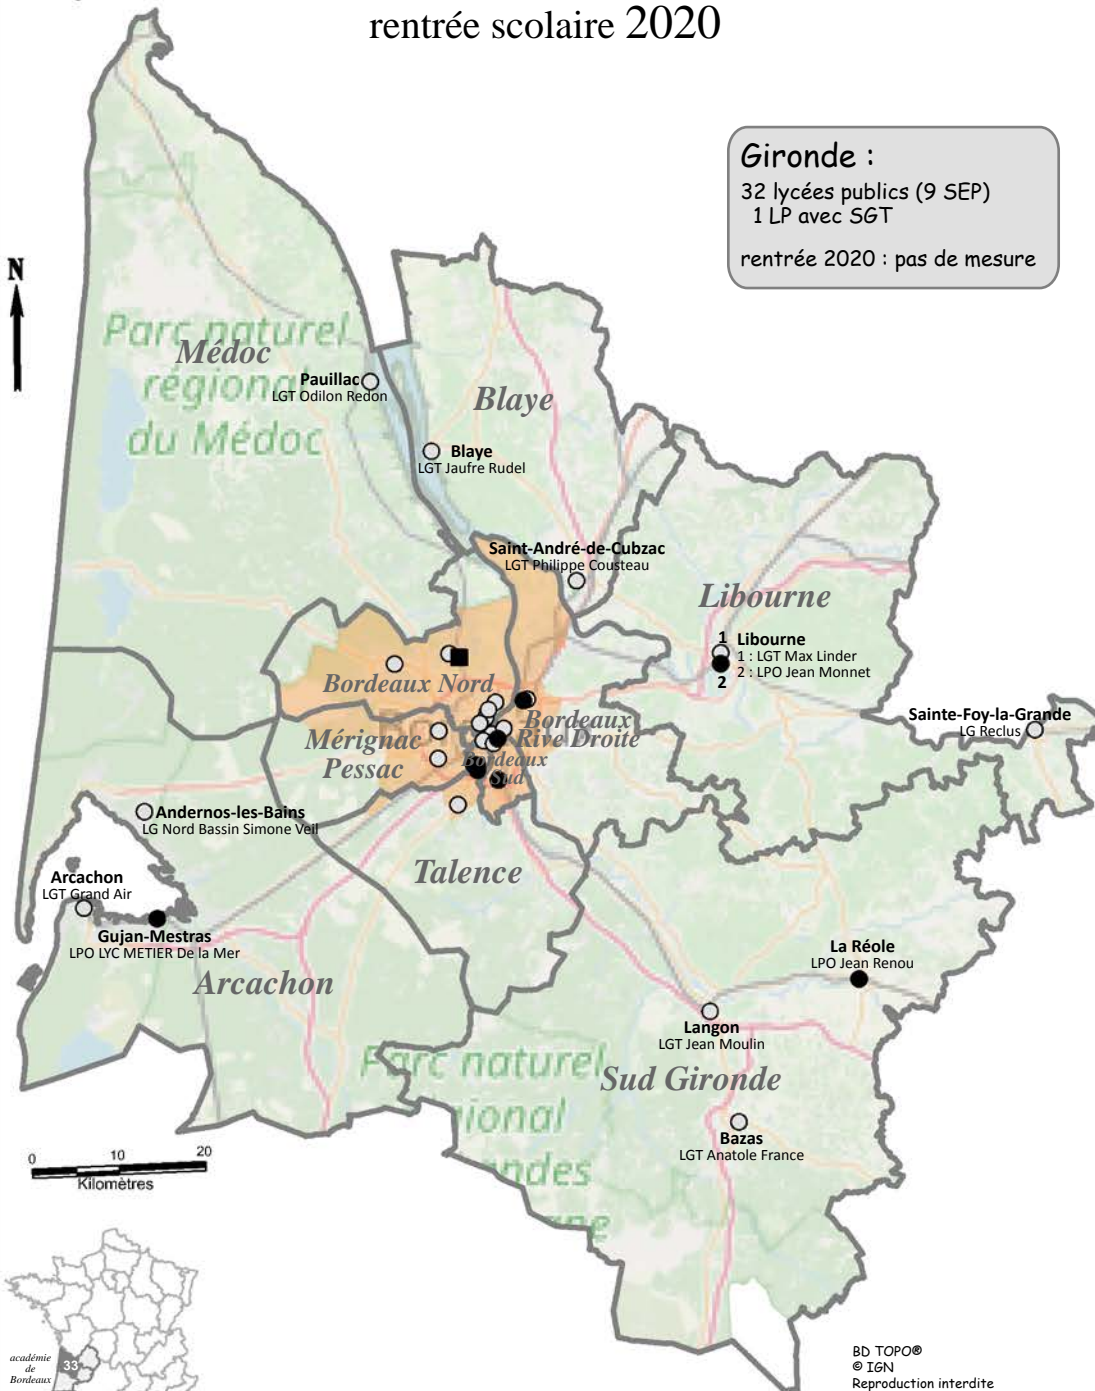 rentrée scolaire 2020
Gironde :
32 lycées publics (9 SEP)
1 LP avec SGT
rentrée 2020 : pas de mesure
N
Parc naturel
régional
du Médoc
Médoc
Pauillac
LGT Odilon Redon
Blaye
Blaye
LGT Jaufre Rudel
Saint-André-de-Cubzac
LGT Philippe Cousteau
Libourne
1 Libourne
1 : LGT Max Linder
2 : LPO Jean Monnet
2
Sainte-Foy-la-Grande
LG Reclus
Bordeaux Nord
Bordeaux
Rive Droite
Mérignac
Pessac
Bordeaux
Sud
Andernos-les-Bains
LG Nord Bassin Simone Veil
Talence
Arcachon
LGT Grand Air
Gujan-Mestras
LPO LYC METIER De la Mer
Arcachon
La Réole
LPO Jean Renou
Langon
LGT Jean Moulin
Parc naturel
Sud Gironde
ional
ndes
ne
Bazas
LGT Anatole France
0 10 20
Kilomètres
académie
de
Bordeaux
33
BD TOPO®
© IGN
Reproduction interdite